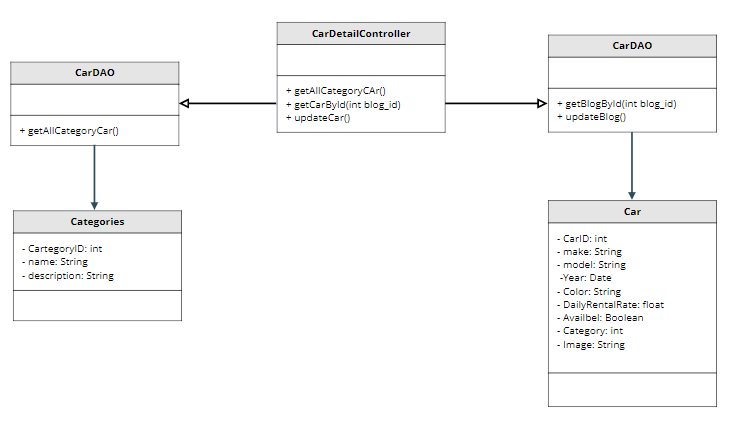 CarDetailController
+ getAllCategoryCAr()
+ getCarById(int blog_id)
+ updateCar()
CarDAO
+ getAllCategoryCar()
CarDAO
+ getBlogById(int blog_id)
+ updateBlog()
Categories
- CartegoryID: int
- name: String
- description: String
Car
- CarID: int
- make: String
- model: String
-Year: Date
- Color: String
- DailyRentalRate: float
- Availbel: Boolean
- Category: int
- Image: String